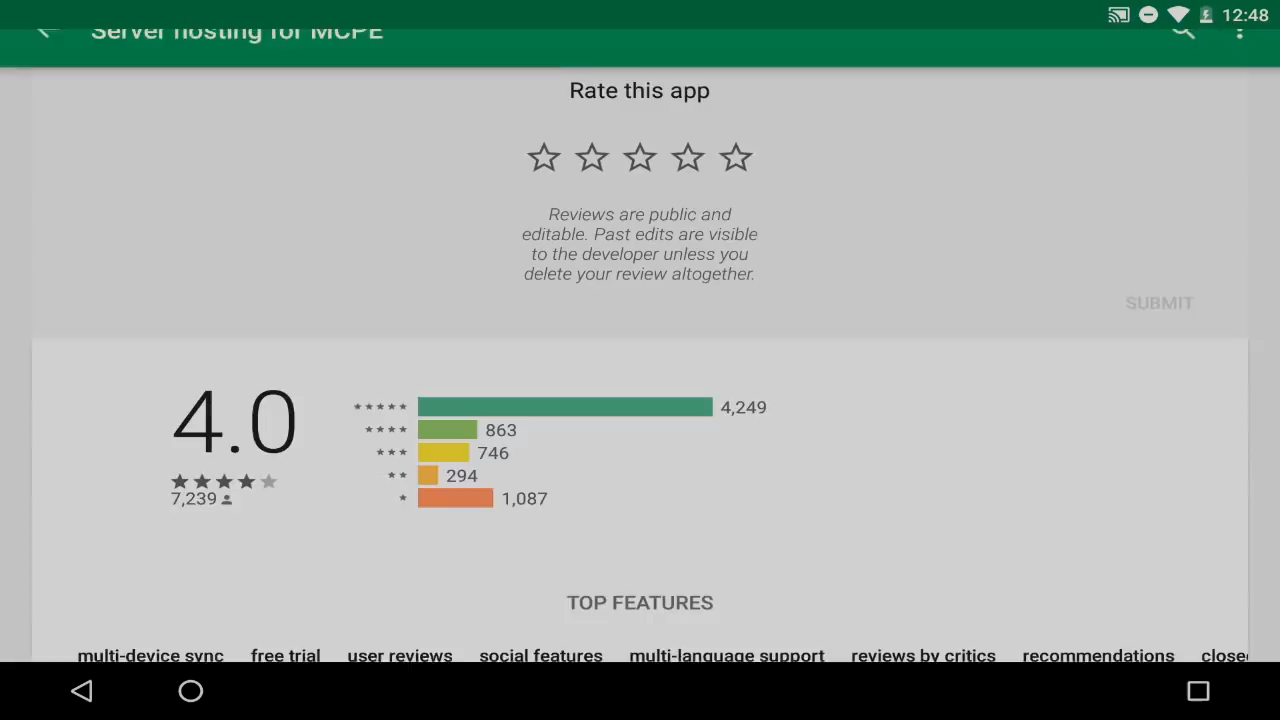 12:48
Server hosting for MCPE
Rate this app
Reviews are public and
editable. Past edits are visible
to the developer unless you
delete your review altogether.
SUBMIT
4.0
7,239
4,249
863
746
294
1,087
TOP FEATURES
multi-device sync free trial user reviews social features multi-language support reviews by critics recommendations close